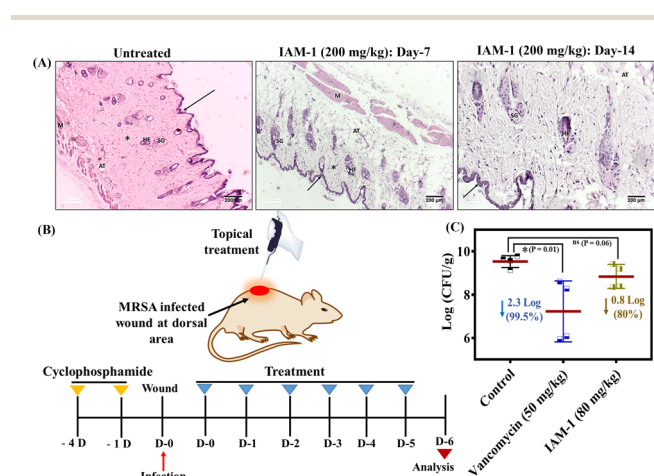 (A)
Untreated
IAM-1 (200 mg/kg): Day-7
IAM-1 (200 mg/kg): Day-14
M
*
HF
SG
AT
200 µm
M
AT
SG
*
HF
200 µm
AT
SG
HF
200 µm
(B)
Topical
treatment
MRSA infected
wound at dorsal
area
Cyclophosphamide
Wound
Treatment
- 4 D
- 1 D
D-0
D-0
D-1
D-2
D-3
D-4
D-5
D-6
Infection
Analysis
(C)
Log (CFU/g)
10
8
6
ns (P = 0.06)
* (P = 0.01)
2.3 Log
(99.5%)
0.8 Log
(80%)
Control
Vancomycin (50 mg/kg)
IAM-1 (80 mg/kg)